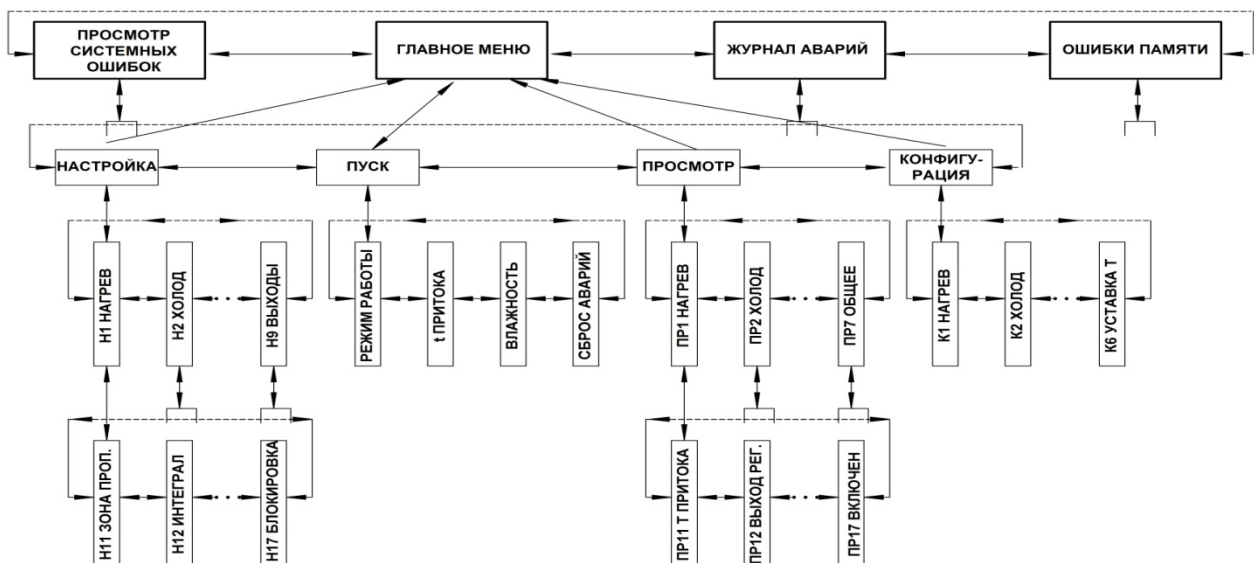 ПРОСМОТР
СИСТЕМНЫХ
ОШИБОК
ГЛАВНОЕ МЕНЮ
ЖУРНАЛ АВАРИЙ
ОШИБКИ ПАМЯТИ
НАСТРОЙКА
ПУСК
ПРОСМОТР
КОНФИГУ-
РАЦИЯ
Н1 НАГРЕВ
Н2 ХОЛОД
Н9 ВЫХОДЫ
РЕЖИМ РАБОТЫ
t ПРИТОКА
ВЛАЖНОСТЬ
СБРОС АВАРИЙ
ПР1 НАГРЕВ
ПР2 ХОЛОД
ПР7 ОБЩЕЕ
К1 НАГРЕВ
К2 ХОЛОД
К6 УСТАВКА Т
Н11 ЗОНА ПРОП.
Н12 ИНТЕГРАЛ
Н17 БЛОКИРОВКА
ПР11 Т ПРИТОКА
ПР12 ВЫХОД РЕГ.
ПР17 ВКЛЮЧЕН